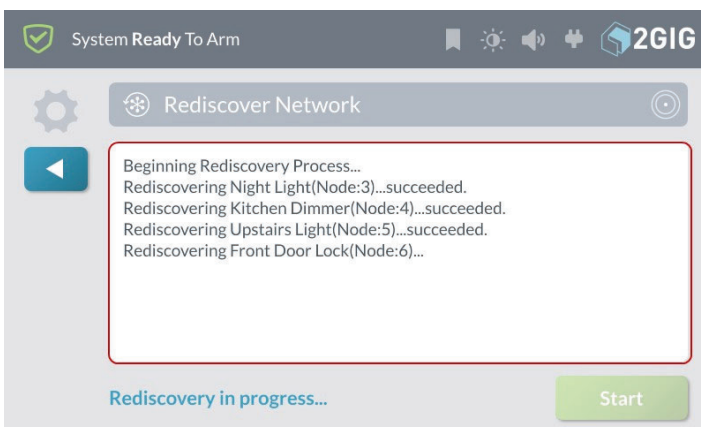 System Ready To Arm
2GIG
Rediscover Network
Beginning Rediscovery Process...
Rediscovering Night Light(Node:3)...succeeded.
Rediscovering Kitchen Dimmer(Node:4)...succeeded.
Rediscovering Upstairs Light(Node:5)...succeeded.
Rediscovering Front Door Lock(Node:6)...
Rediscovery in progress...
Start